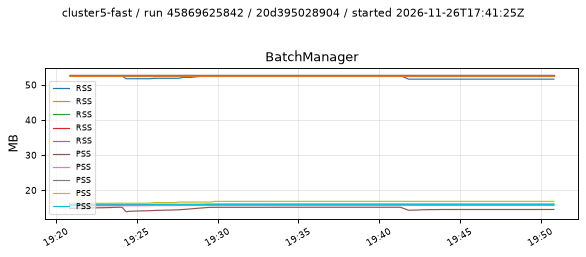 cluster5-fast / run 45869625842 / 20d395028904 / started 2026-11-26T17:41:25Z
BatchManager
MB
50
40
30
20
RSS
RSS
RSS
RSS
RSS
PSS
PSS
PSS
PSS
PSS
19:20
19:25
19:30
19:35
19:40
19:45
19:50